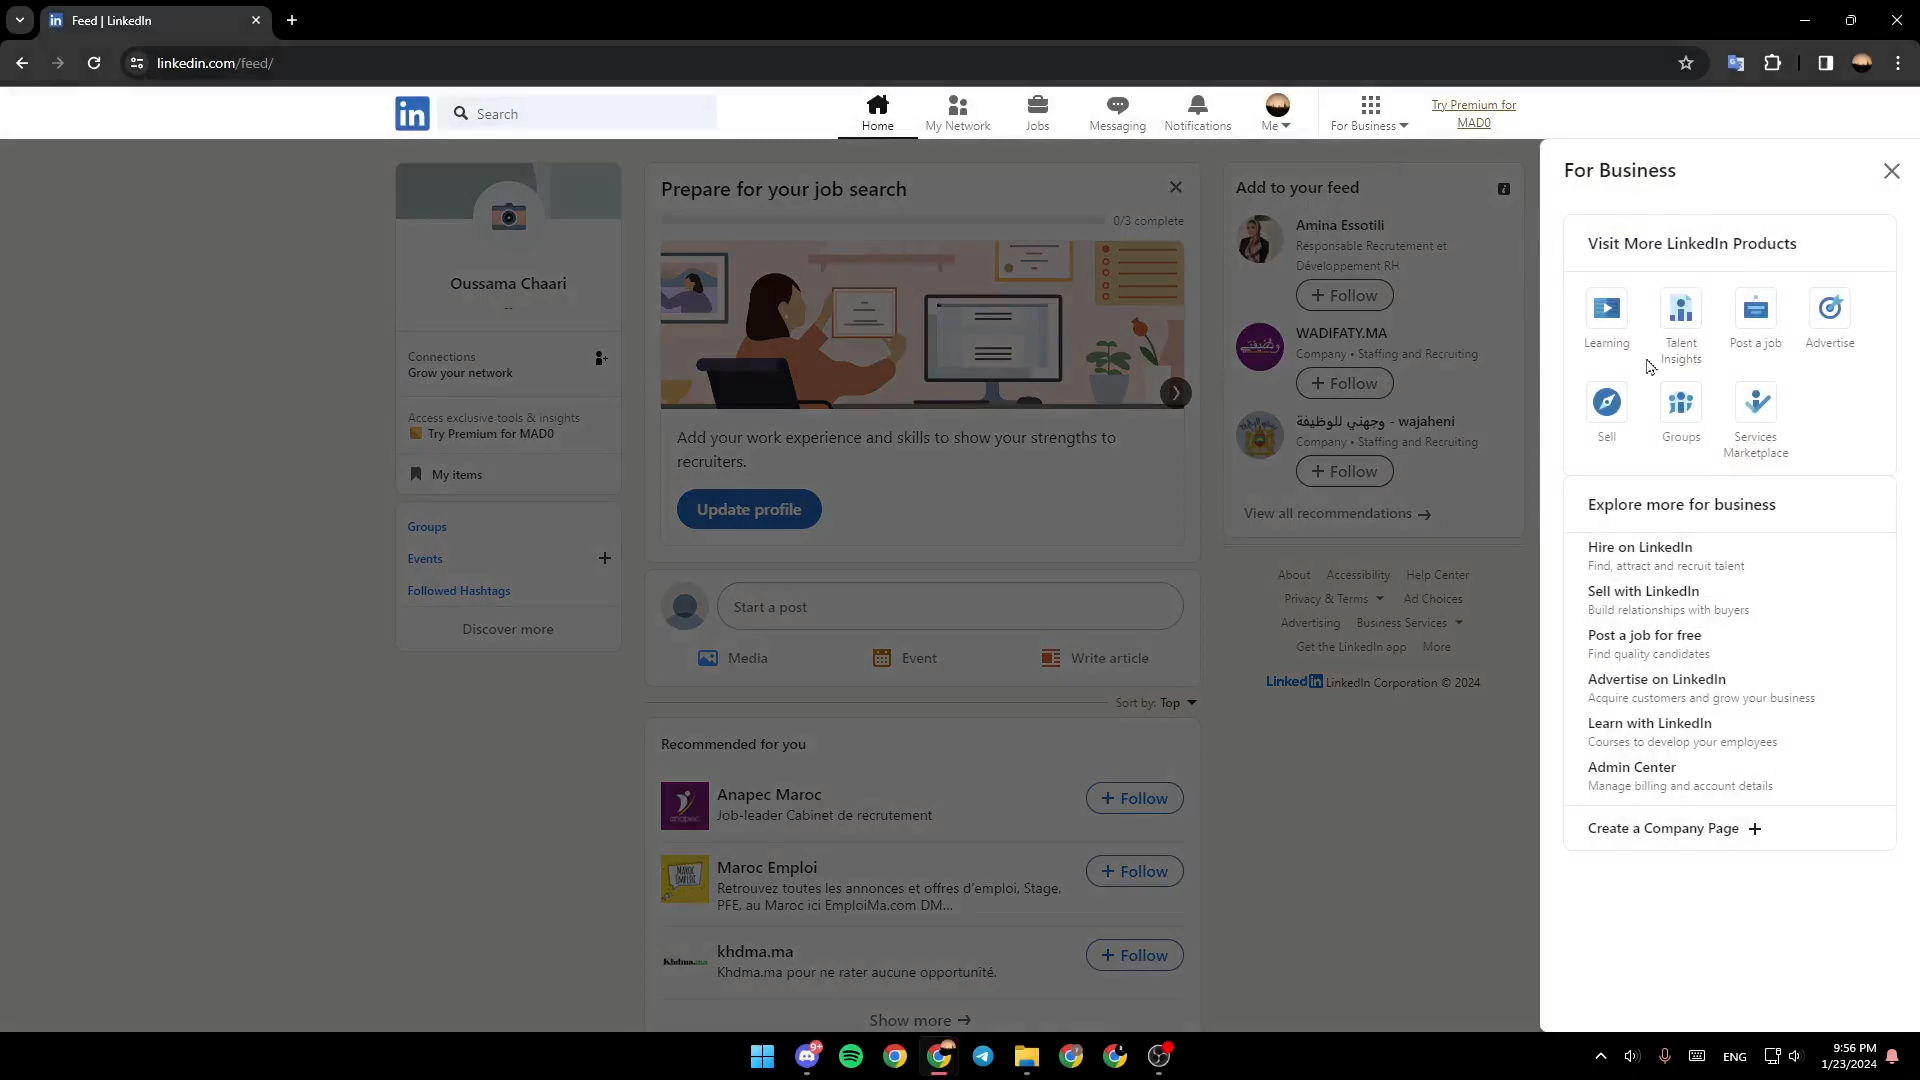 Feed | LinkedIn
linkedin.com/feed/
in
Search
Home
My Network
Jobs
Messaging
Notifications
Me
For Business
Try Premium for
MAD0
Oussama Chaari
--
Connections
Grow your network
Access exclusive tools & insights
Try Premium for MAD0
My items
Groups
Events
Followed Hashtags
Discover more
Prepare for your job search
0/3 complete
Add your work experience and skills to show your strengths to
recruiters.
Update profile
Start a post
Media
Event
Write article
Sort by: Top
Recommended for you
Anapec Maroc
Job-leader Cabinet de recrutement
+ Follow
Maroc Emploi
Retrouvez toutes les annonces et offres d'emploi, Stage,
PFE, au Maroc ici EmploiMa.com DM...
+ Follow
khdma.ma
Khdma.ma pour ne rater aucune opportunité.
+ Follow
Show more →
Add to your feed
Amina Essotili
Responsable Recrutement et
Développement RH
+ Follow
WADIFATY.MA
Company • Staffing and Recruiting
+ Follow
وجهني للوظيفة - wajaheni
Company • Staffing and Recruiting
+ Follow
View all recommendations →
About Accessibility Help Center
Privacy & Terms Ad Choices
Advertising Business Services
Get the LinkedIn app More
LinkedIn LinkedIn Corporation © 2024
For Business
Visit More LinkedIn Products
Learning
Talent
Insights
Post a job
Advertise
Sell
Groups
Services
Marketplace
Explore more for business
Hire on LinkedIn
Find, attract and recruit talent
Sell with LinkedIn
Build relationships with buyers
Post a job for free
Find quality candidates
Advertise on LinkedIn
Acquire customers and grow your business
Learn with LinkedIn
Courses to develop your employees
Admin Center
Manage billing and account details
Create a Company Page +
9+
ENG
9:56 PM
1/23/2024